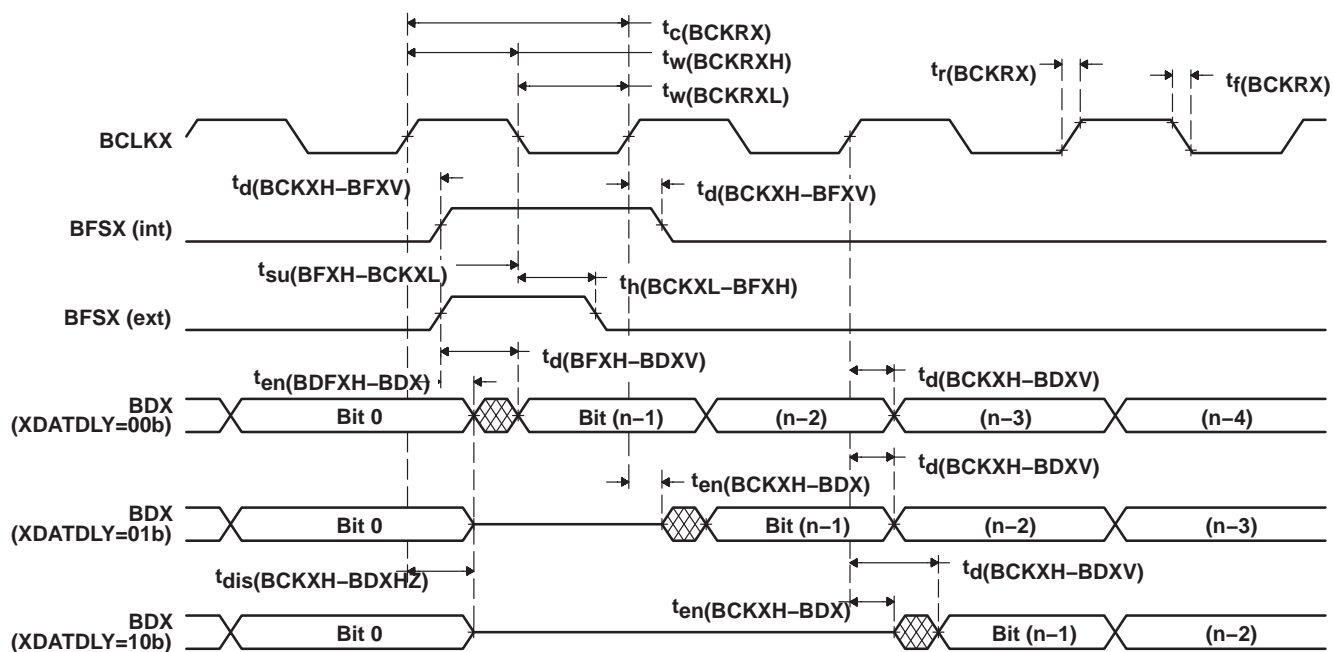 tc(BCKRX)
tw(BCKRXH)
tr(BCKRX)
tf(BCKRX)
tw(BCKRXL)
BCLKX
td(BCKXH–BFXV)
td(BCKXH–BFXV)
BFSX (int)
tsu(BFXH–BCKXL)
th(BCKXL–BFXH)
BFSX (ext)
td(BFXH–BDXV)
ten(BDFXH–BDX)
td(BCKXH–BDXV)
BDX
(XDATDLY=00b)
Bit 0
Bit (n–1)
(n–2)
(n–3)
(n–4)
td(BCKXH–BDXV)
ten(BCKXH–BDX)
BDX
(XDATDLY=01b)
Bit 0
Bit (n–1)
(n–2)
(n–3)
tdis(BCKXH–BDXHZ)
td(BCKXH–BDXV)
ten(BCKXH–BDX)
BDX
(XDATDLY=10b)
Bit 0
Bit (n–1)
(n–2)